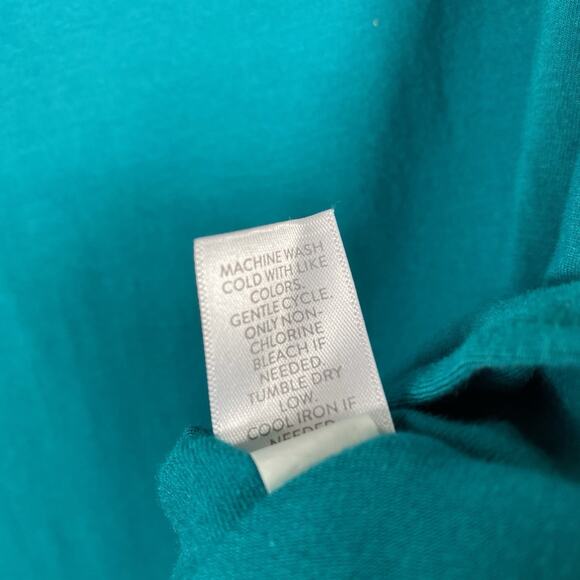 MACHINE WASH
COLD WITH LIKE
COLORS.
GENTLE CYCLE.
ONLY NON-
CHLORINE
BLEACH IF
NEEDED.
TUMBLE DRY
LOW.
COOL IRON IF
NEEDED